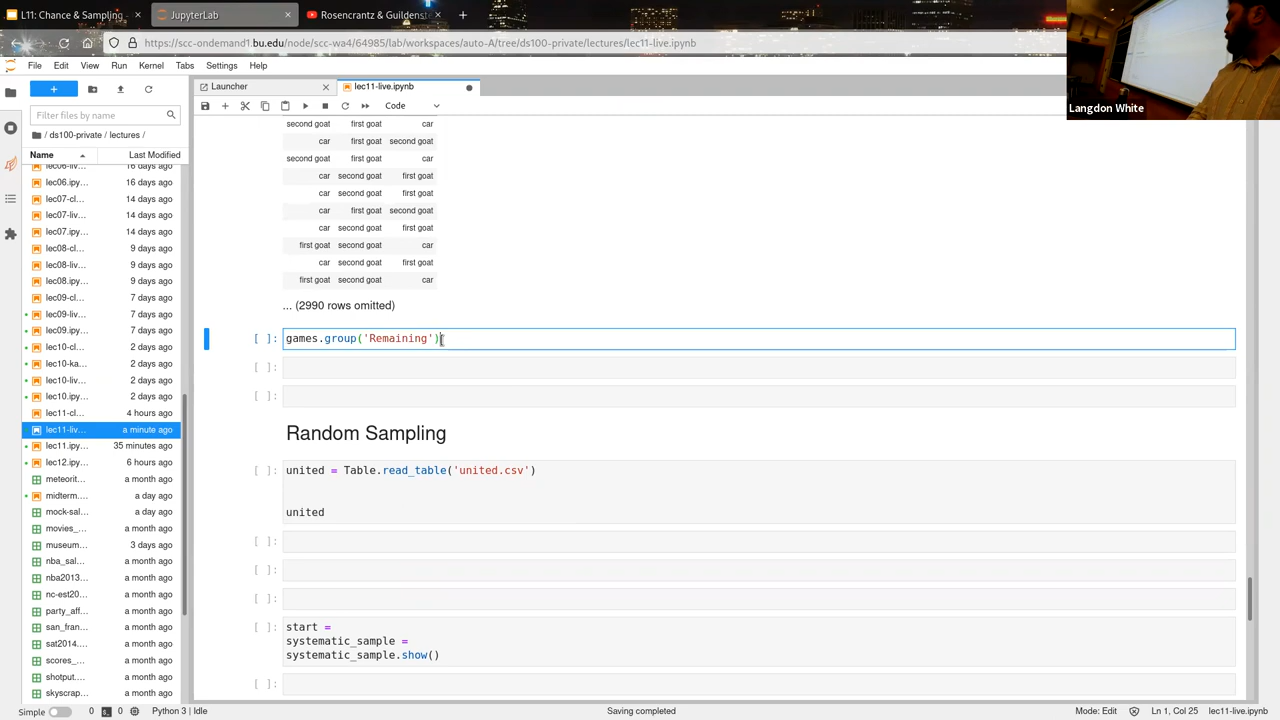 L11: Chance & Sampling
JupyterLab
Rosencrantz & Guildenste
https://scc-ondemand1.bu.edu/node/scc-wa4/64985/lab/workspaces/auto-A/tree/ds100-private/lectures/lec11-live.ipynb
Langdon White
File Edit View Run Kernel Tabs Settings Help
Launcher
lec11-live.ipynb
Code
Filter files by name
/ ds100-private / lectures /
Name Last Modified
lec06-liv... 16 days ago
lec06.ipy... 16 days ago
lec07-cl... 14 days ago
lec07-liv... 14 days ago
lec07.ipy... 14 days ago
lec08-cl... 9 days ago
lec08-liv... 9 days ago
lec08.ipy... 9 days ago
lec09-cl... 7 days ago
lec09-liv... 7 days ago
lec09.ipy... 7 days ago
lec10-cl... 2 days ago
lec10-ka... 2 days ago
lec10-liv... 2 days ago
lec10.ipy... 2 days ago
lec11-cl... 4 hours ago
lec11-liv... a minute ago
lec11.ipy... 35 minutes ago
lec12.ipy... 6 hours ago
meteorit... a month ago
midterm.... a day ago
mock-sal... a day ago
movies_... a month ago
museum... 3 days ago
nba_sal... a month ago
nba2013... a month ago
nc-est20... a month ago
party_aff... a month ago
san_fran... a month ago
sat2014.... a month ago
scores_... a month ago
shotput.... a month ago
skyscrap... a month ago
second goat first goat car
car first goat second goat
second goat first goat car
car second goat first goat
car second goat first goat
car first goat second goat
car second goat first goat
first goat second goat car
car second goat first goat
first goat second goat car
... (2990 rows omitted)
[ ]: games.group('Remaining')
[ ]:
[ ]:
Random Sampling
[ ]: united = Table.read_table('united.csv')
united
[ ]:
[ ]:
[ ]:
[ ]: start =
systematic_sample =
systematic_sample.show()
[ ]:
Simple 0 0 Python 3 | Idle Saving completed Mode: Edit Ln 1, Col 25 lec11-live.ipynb